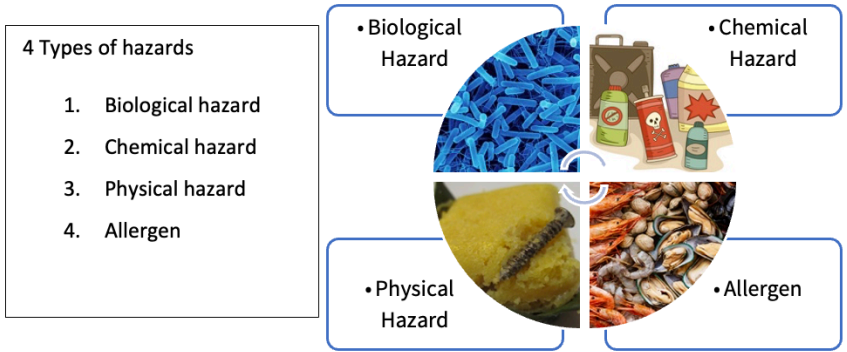 4 Types of hazards
1. Biological hazard
2. Chemical hazard
3. Physical hazard
4. Allergen
• Biological
Hazard
• Chemical
Hazard
• Physical
Hazard
• Allergen